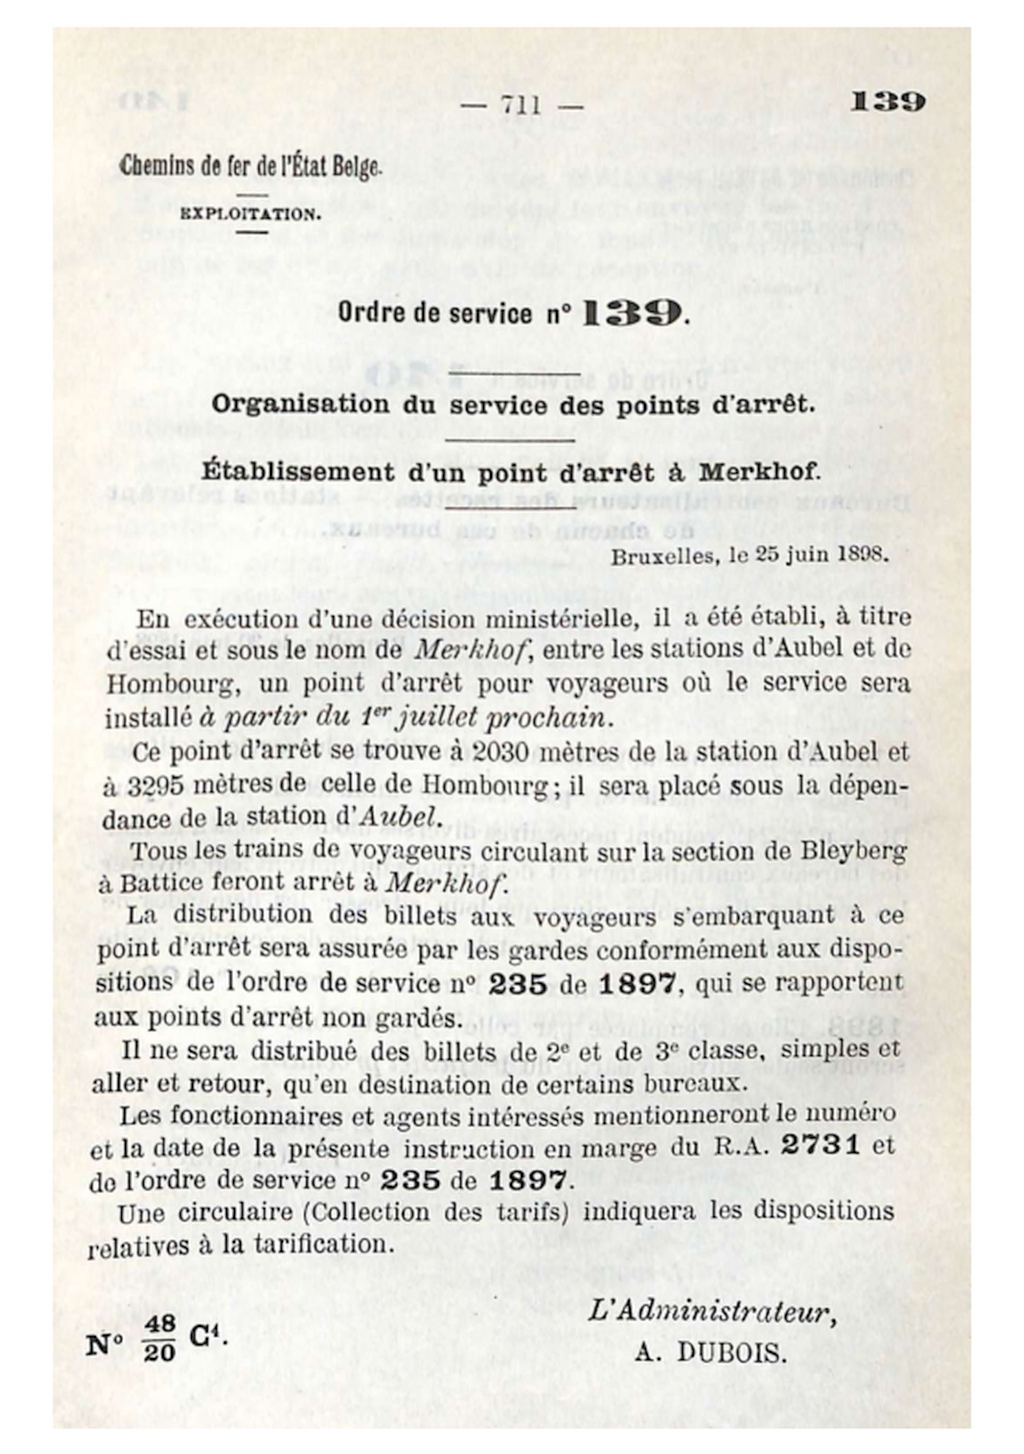 — 711 —
139
Chemins de fer de l'État Belge.
EXPLOITATION.
Ordre de service n° 139.
Organisation du service des points d'arrêt.
Établissement d'un point d'arrêt à Merkhof.
Bruxelles, le 25 juin 1898.
En exécution d'une décision ministérielle, il a été établi, à titre
d'essai et sous le nom de Merkhof, entre les stations d'Aubel et de
Hombourg, un point d'arrêt pour voyageurs où le service sera
installé à partir du 1er juillet prochain.
Ce point d'arrêt se trouve à 2030 mètres de la station d'Aubel et
à 3295 mètres de celle de Hombourg; il sera placé sous la dépen-
dance de la station d'Aubel.
Tous les trains de voyageurs circulant sur la section de Bleyberg
à Battice feront arrêt à Merkhof.
La distribution des billets aux voyageurs s'embarquant à ce
point d'arrêt sera assurée par les gardes conformément aux dispo-
sitions de l'ordre de service n° 235 de 1897, qui se rapportent
aux points d'arrêt non gardés.
Il ne sera distribué des billets de 2e et de 3e classe, simples et
aller et retour, qu'en destination de certains bureaux.
Les fonctionnaires et agents intéressés mentionneront le numéro
et la date de la présente instruction en marge du R.A. 2731 et
de l'ordre de service n° 235 de 1897.
Une circulaire (Collection des tarifs) indiquera les dispositions
relatives à la tarification.
L'Administrateur,
N° 48/20 C⁴.
A. DUBOIS.